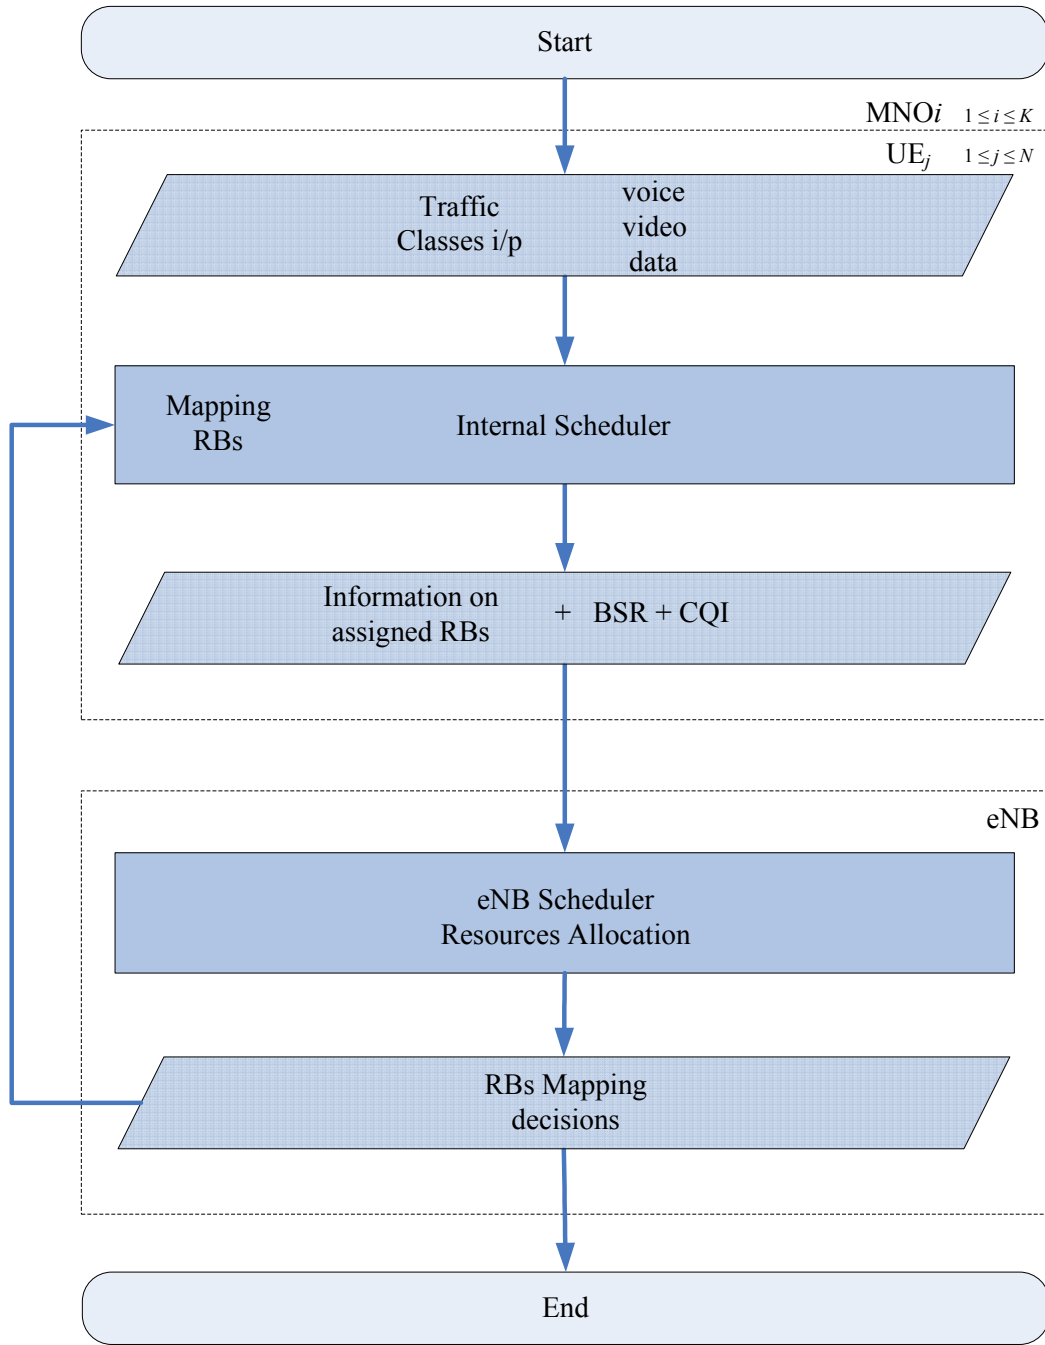 Start
MNOi 1 ≤ i ≤ K
UEj 1 ≤ j ≤ N
Traffic
Classes i/p
voice
video
data
Mapping
RBs
Internal Scheduler
Information on
assigned RBs
+ BSR + CQI
eNB
eNB Scheduler
Resources Allocation
RBs Mapping
decisions
End